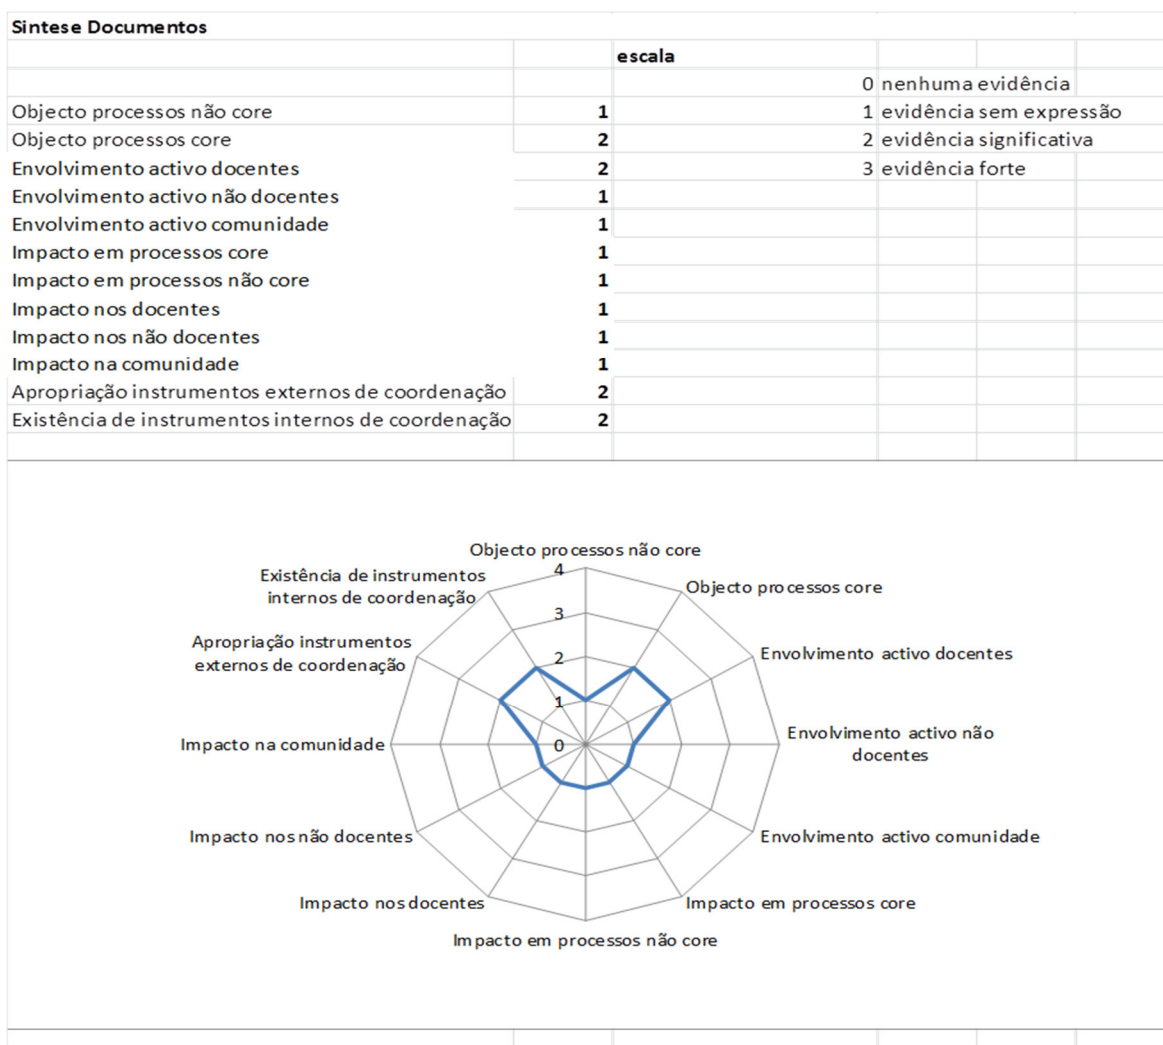 Sintese Documentos
escala
0 nenhuma evidência
Objecto processos não core 1 1 evidência sem expressão
Objecto processos core 2 2 evidência significativa
Envolvimento activo docentes 2 3 evidência forte
Envolvimento activo não docentes 1
Envolvimento activo comunidade 1
Impacto em processos core 1
Impacto em processos não core 1
Impacto nos docentes 1
Impacto nos não docentes 1
Impacto na comunidade 1
Apropriação instrumentos externos de coordenação 2
Existência de instrumentos internos de coordenação 2
Objecto processos não core
4
3
2
1
0
Objecto processos core
Envolvimento activo docentes
Envolvimento activo não
docentes
Envolvimento activo comunidade
Impacto em processos core
Impacto em processos não core
Impacto nos docentes
Impacto nos não docentes
Impacto na comunidade
Apropriação instrumentos
externos de coordenação
Existência de instrumentos
internos de coordenação